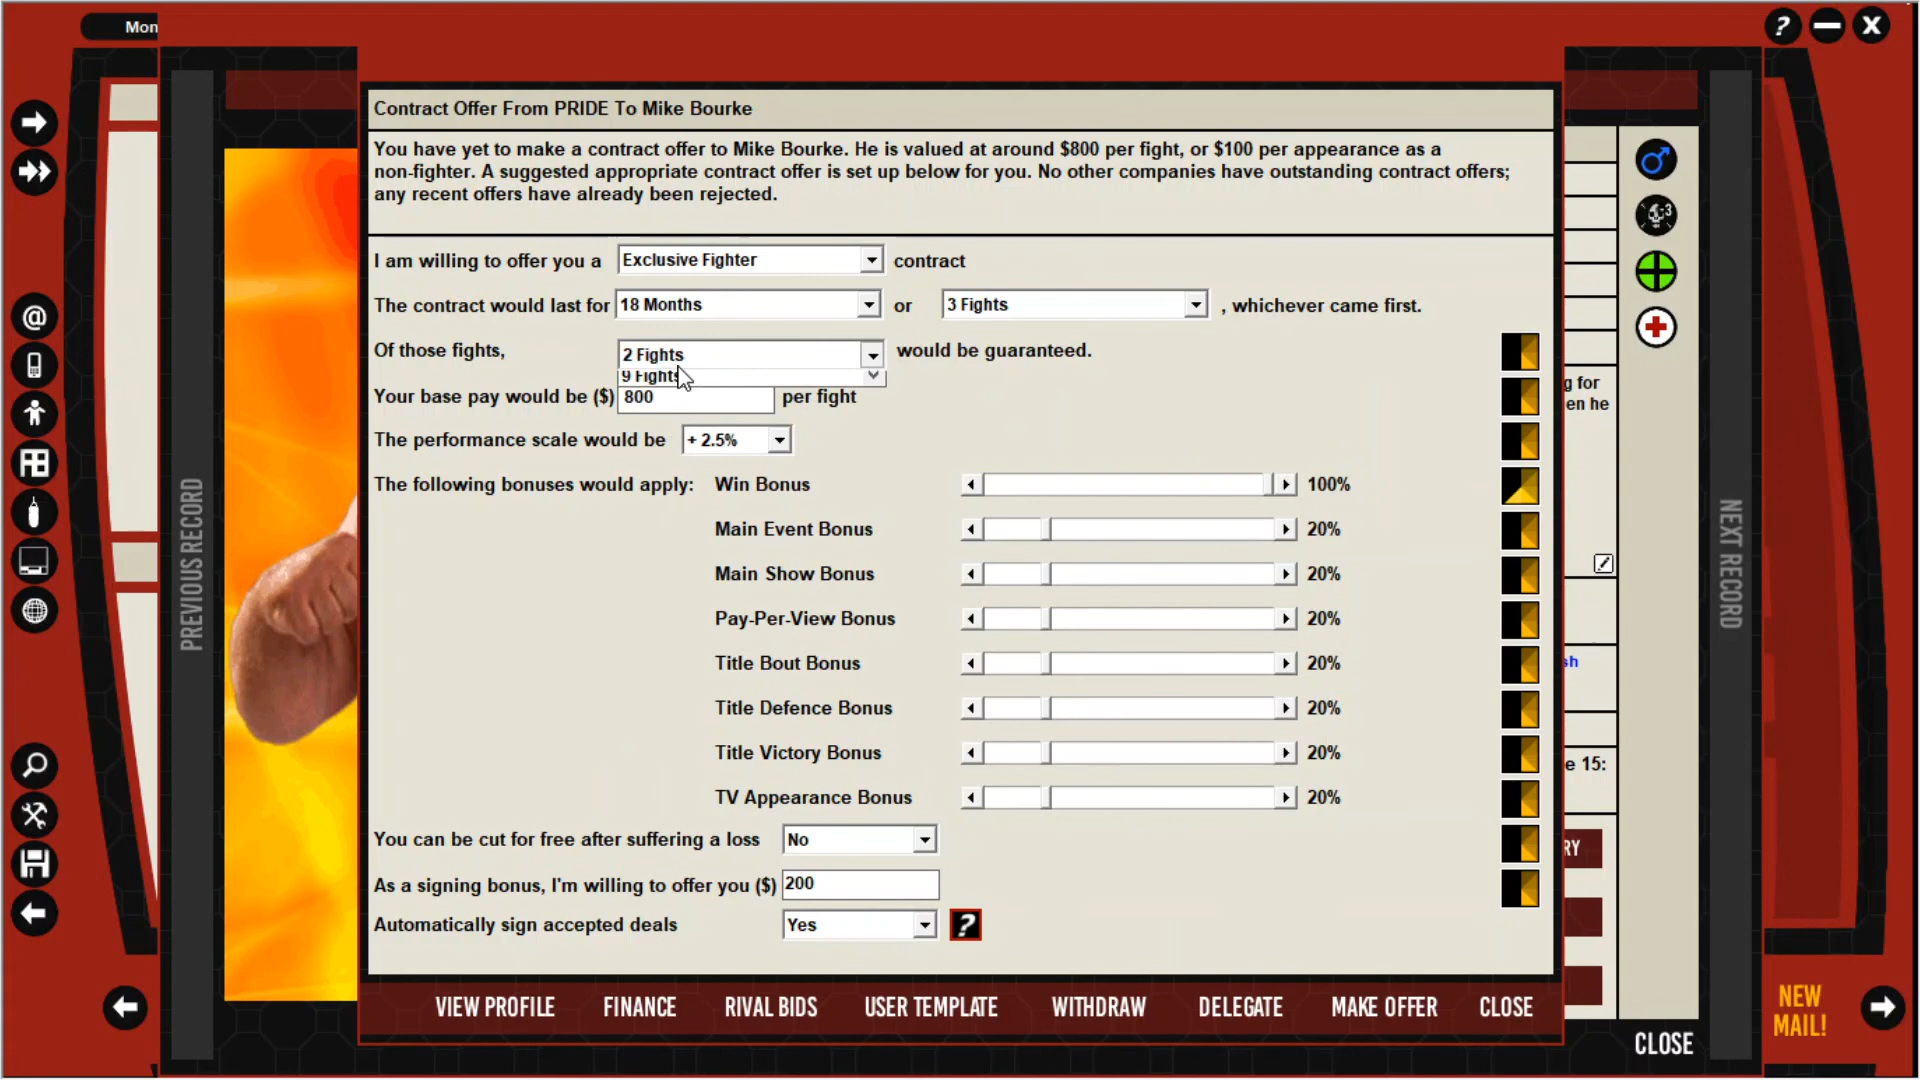 Mon
?
X
Contract Offer From PRIDE To Mike Bourke
You have yet to make a contract offer to Mike Bourke. He is valued at around $800 per fight, or $100 per appearance as a
non-fighter. A suggested appropriate contract offer is set up below for you. No other companies have outstanding contract offers;
any recent offers have already been rejected.
I am willing to offer you a Exclusive Fighter contract
The contract would last for 18 Months or 3 Fights , whichever came first.
Of those fights, 2 Fights would be guaranteed.
9 Fights
Your base pay would be ($) 800 per fight
The performance scale would be + 2.5%
The following bonuses would apply: Win Bonus 100%
Main Event Bonus 20%
Main Show Bonus 20%
Pay-Per-View Bonus 20%
Title Bout Bonus 20%
Title Defence Bonus 20%
Title Victory Bonus 20%
TV Appearance Bonus 20%
You can be cut for free after suffering a loss No
As a signing bonus, I'm willing to offer you ($) 200
Automatically sign accepted deals Yes ?
VIEW PROFILE FINANCE RIVAL BIDS USER TEMPLATE WITHDRAW DELEGATE MAKE OFFER CLOSE
PREVIOUS RECORD
NEXT RECORD
-3
g for
en he
sh
e 15:
RY
@
NEW
MAIL!
CLOSE